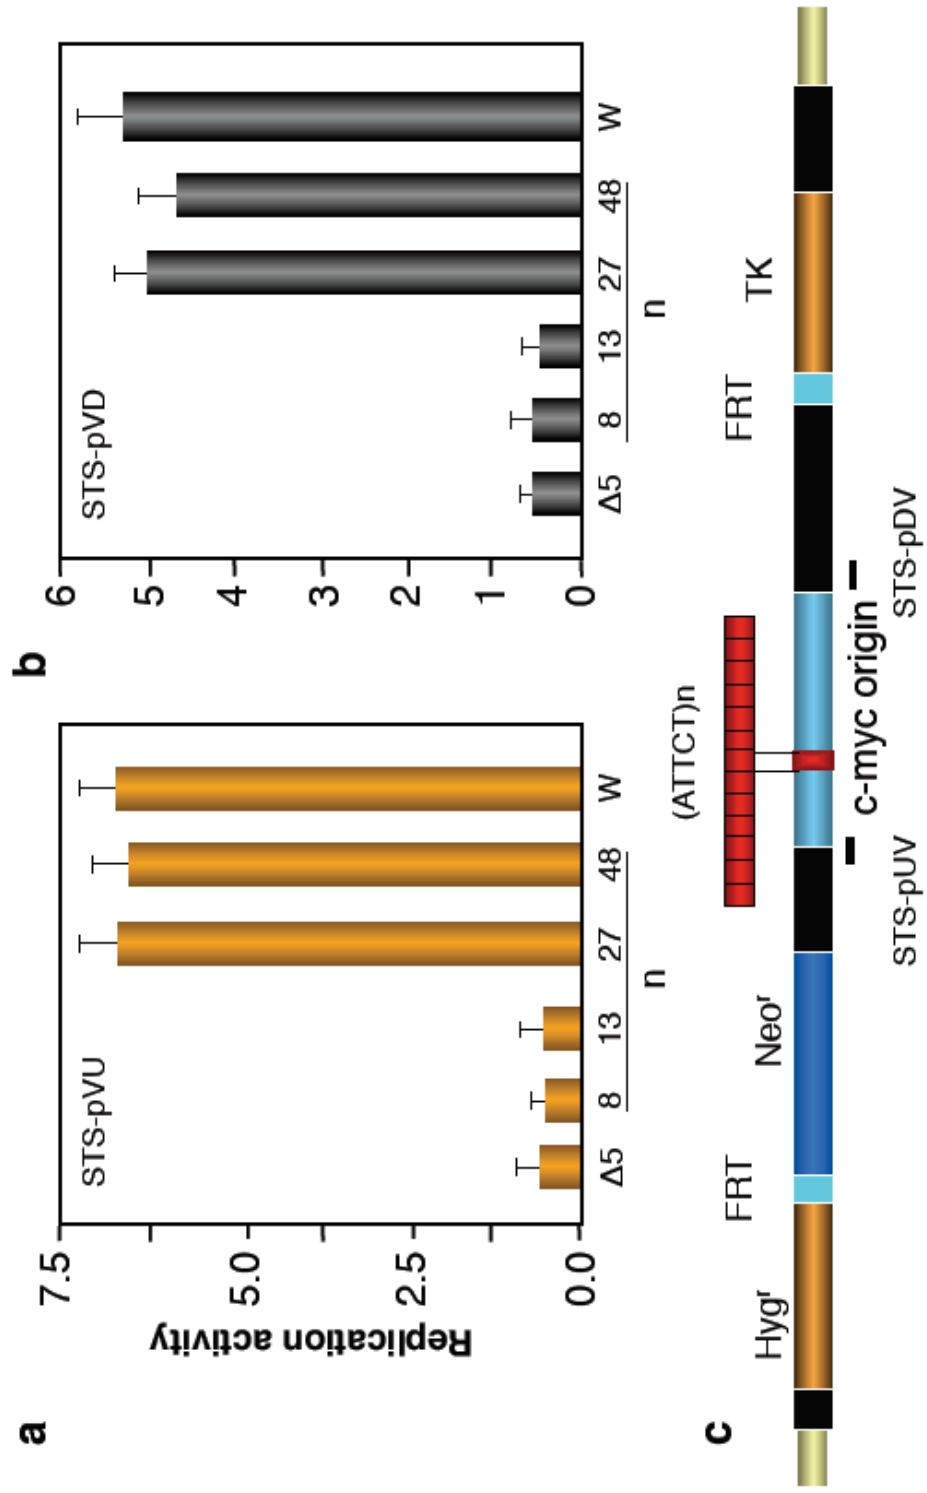 a
Replication activity
7.5
5.0
2.5
0.0
STS-pVU
Δ5 8 13 27 48 W
n
b
6
5
4
3
2
1
0
STS-pVD
Δ5 8 13 27 48 W
n
c
(ATTCT)n
Hygʳ FRT Neoʳ FRT TK
c-myc origin
STS-pUV STS-pDV